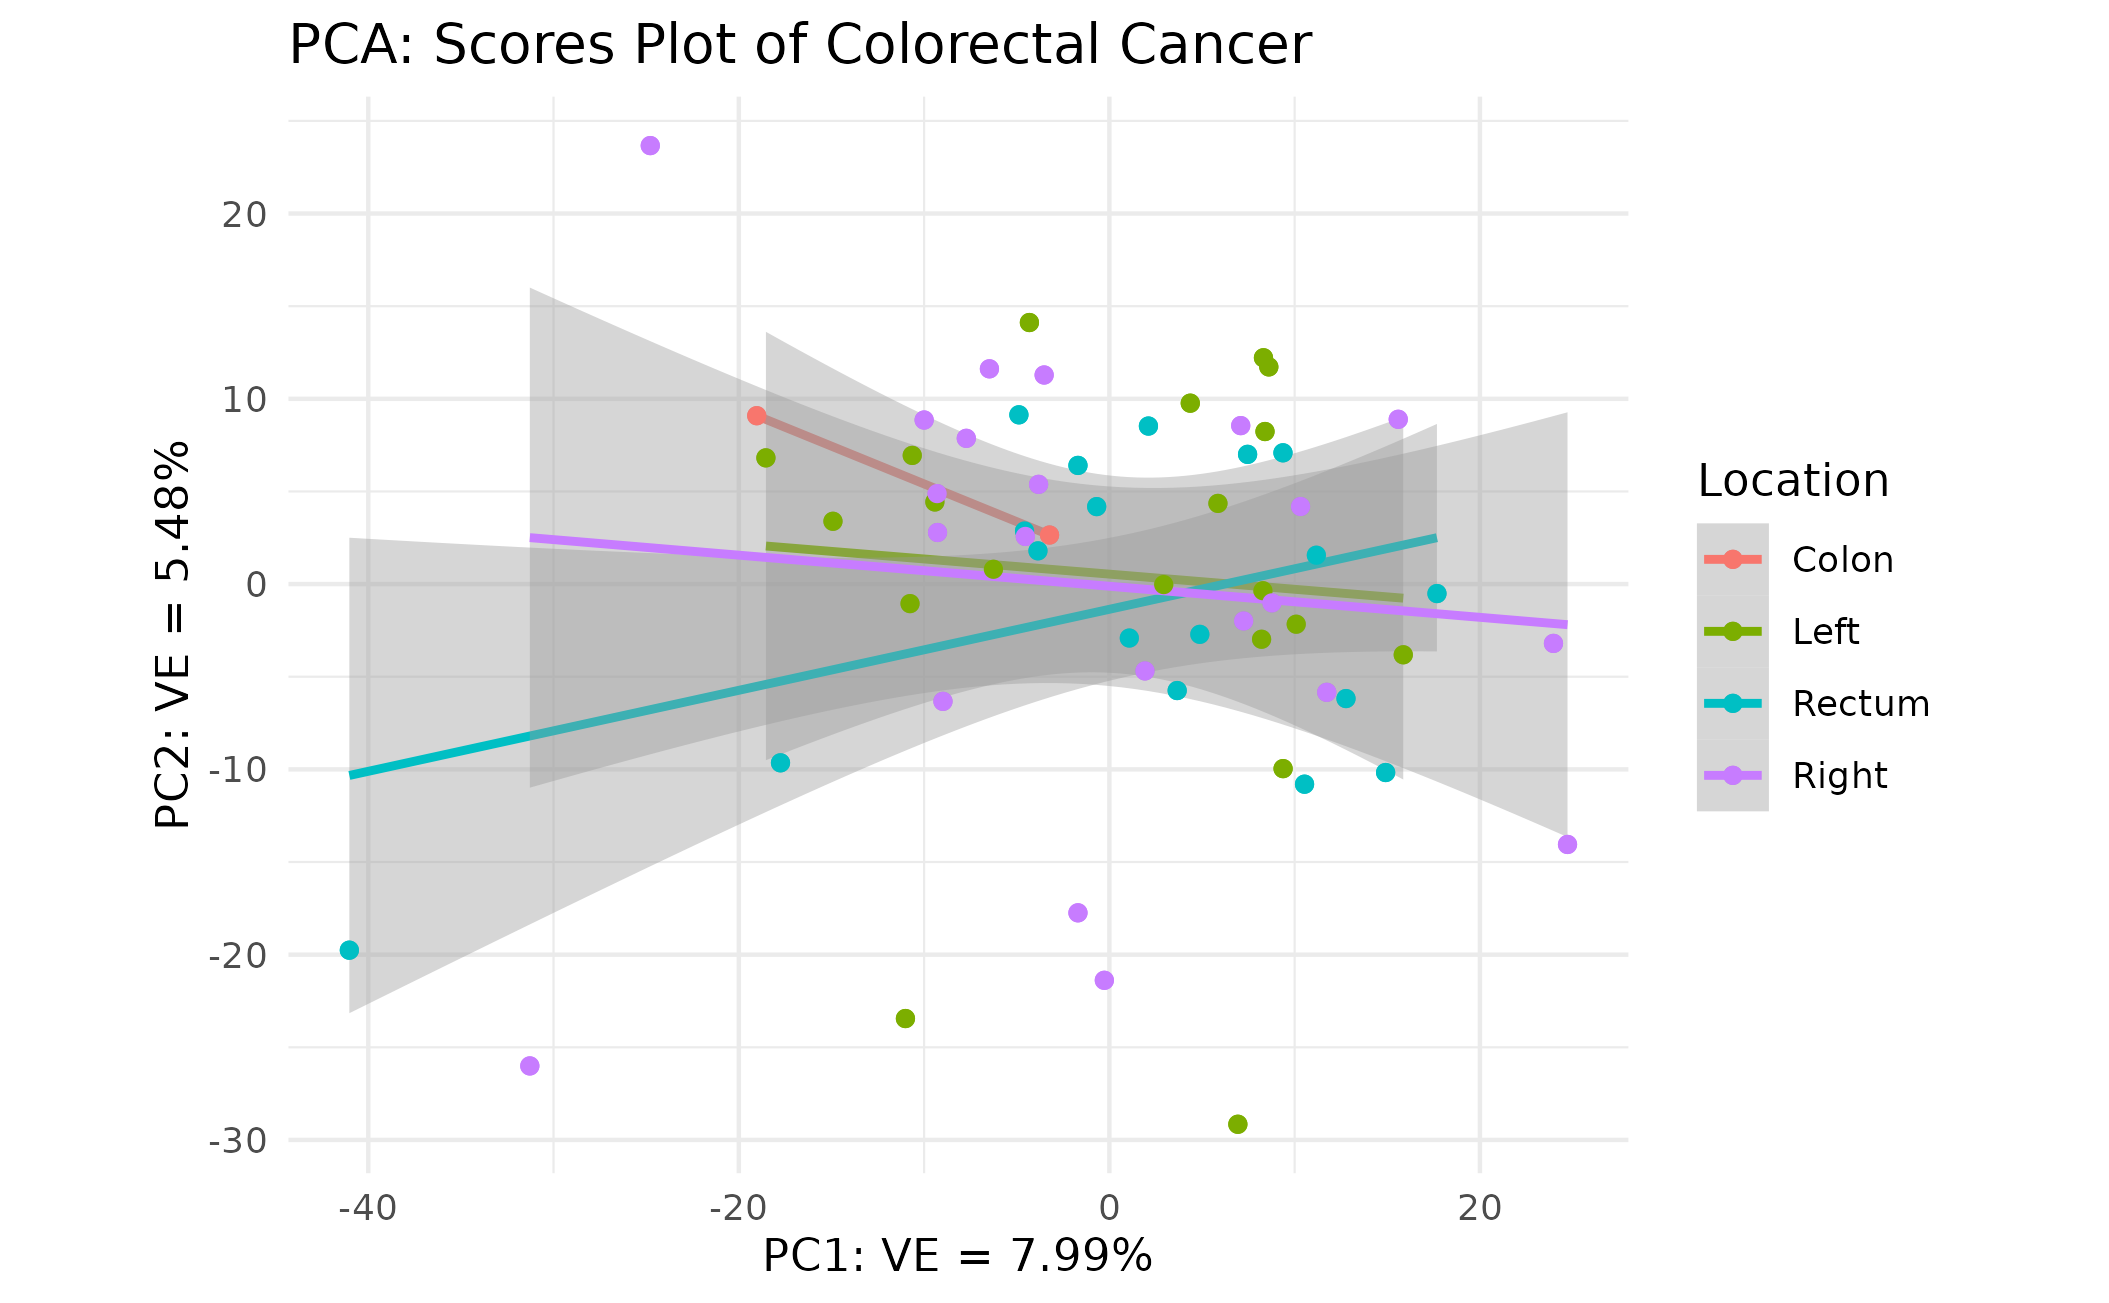 PCA: Scores Plot of Colorectal Cancer
20
10
0
-10
-20
-30
PC2: VE = 5.48%
-40
-20
0
20
PC1: VE = 7.99%
Location
Colon
Left
Rectum
Right